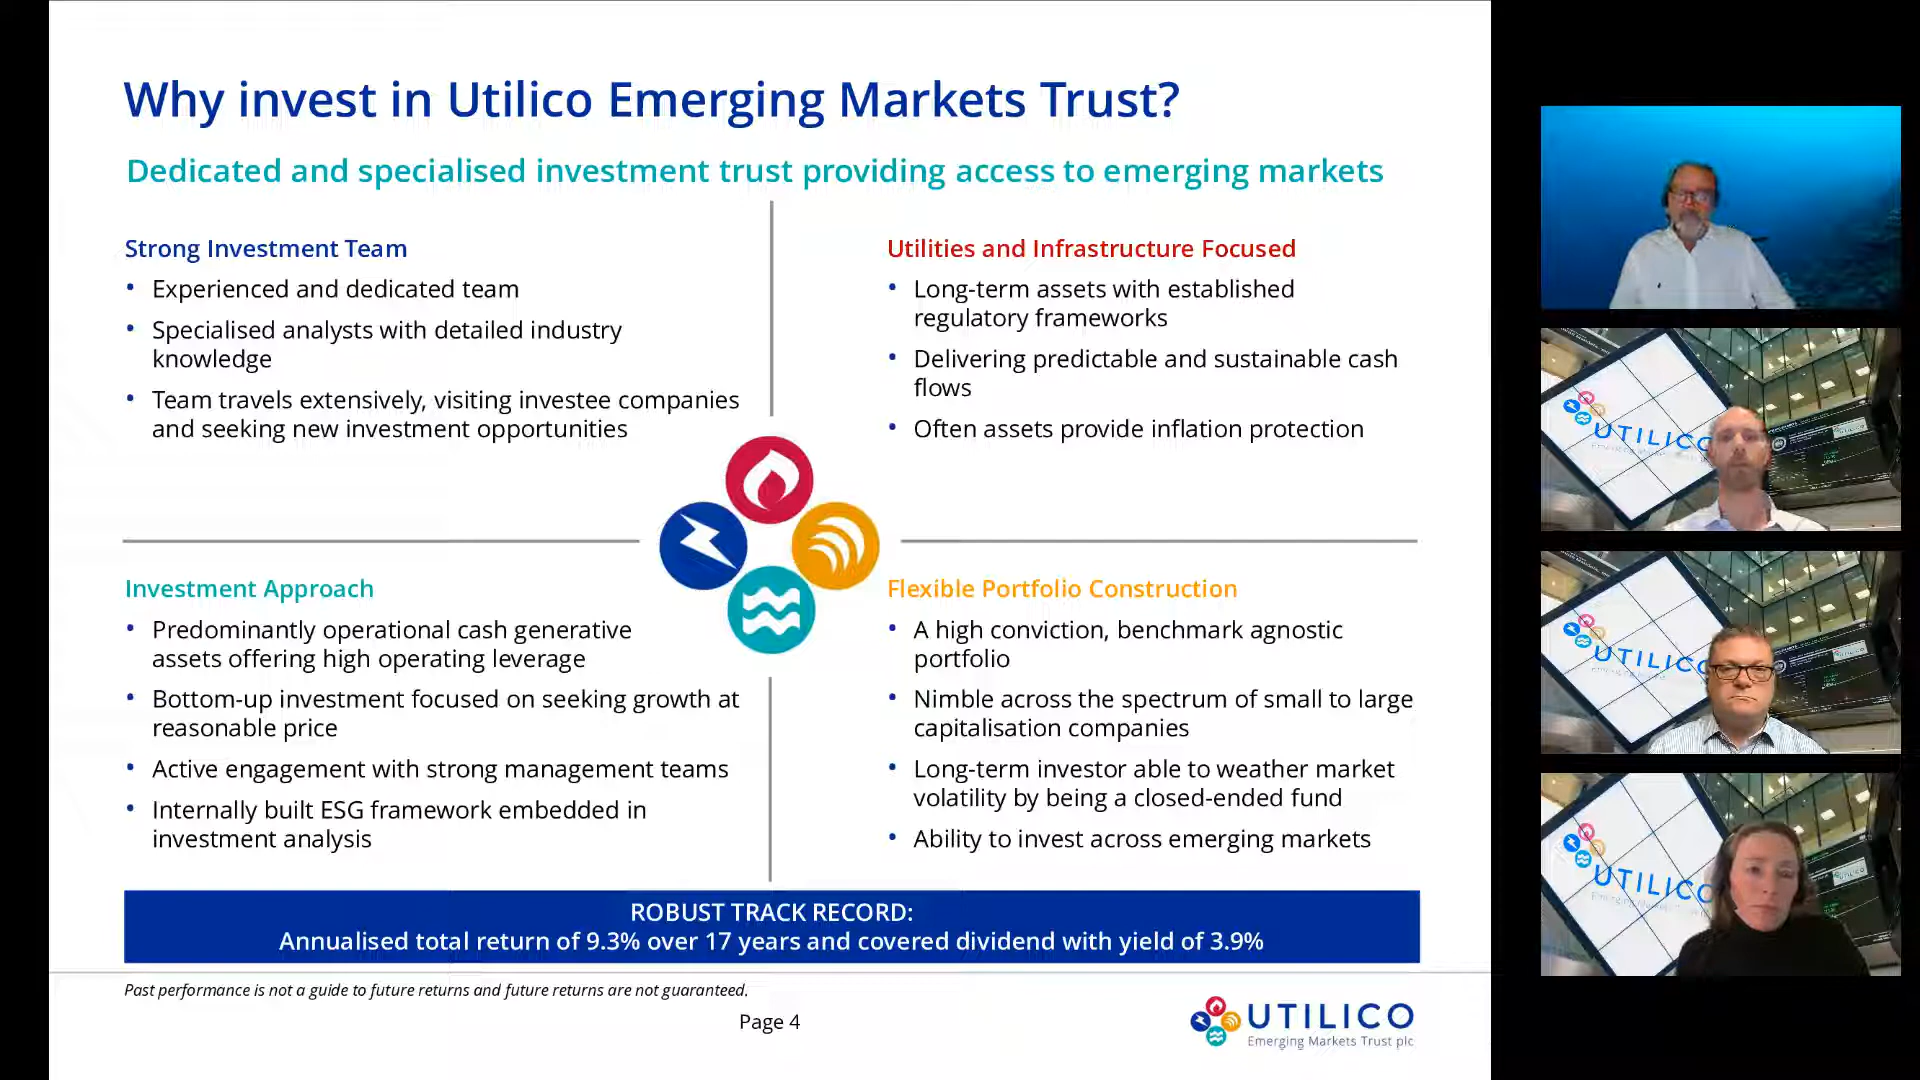 Why invest in Utilico Emerging Markets Trust?
Dedicated and specialised investment trust providing access to emerging markets
Strong Investment Team
• Experienced and dedicated team
• Specialised analysts with detailed industry
knowledge
• Team travels extensively, visiting investee companies
and seeking new investment opportunities
Utilities and Infrastructure Focused
• Long-term assets with established
regulatory frameworks
• Delivering predictable and sustainable cash
flows
• Often assets provide inflation protection
Investment Approach
• Predominantly operational cash generative
assets offering high operating leverage
• Bottom-up investment focused on seeking growth at
reasonable price
• Active engagement with strong management teams
• Internally built ESG framework embedded in
investment analysis
Flexible Portfolio Construction
• A high conviction, benchmark agnostic
portfolio
• Nimble across the spectrum of small to large
capitalisation companies
• Long-term investor able to weather market
volatility by being a closed-ended fund
• Ability to invest across emerging markets
ROBUST TRACK RECORD:
Annualised total return of 9.3% over 17 years and covered dividend with yield of 3.9%
Past performance is not a guide to future returns and future returns are not guaranteed.
Page 4
UTILICO
Emerging Markets Trust plc
UTILICO
UTILICO
UTILICO